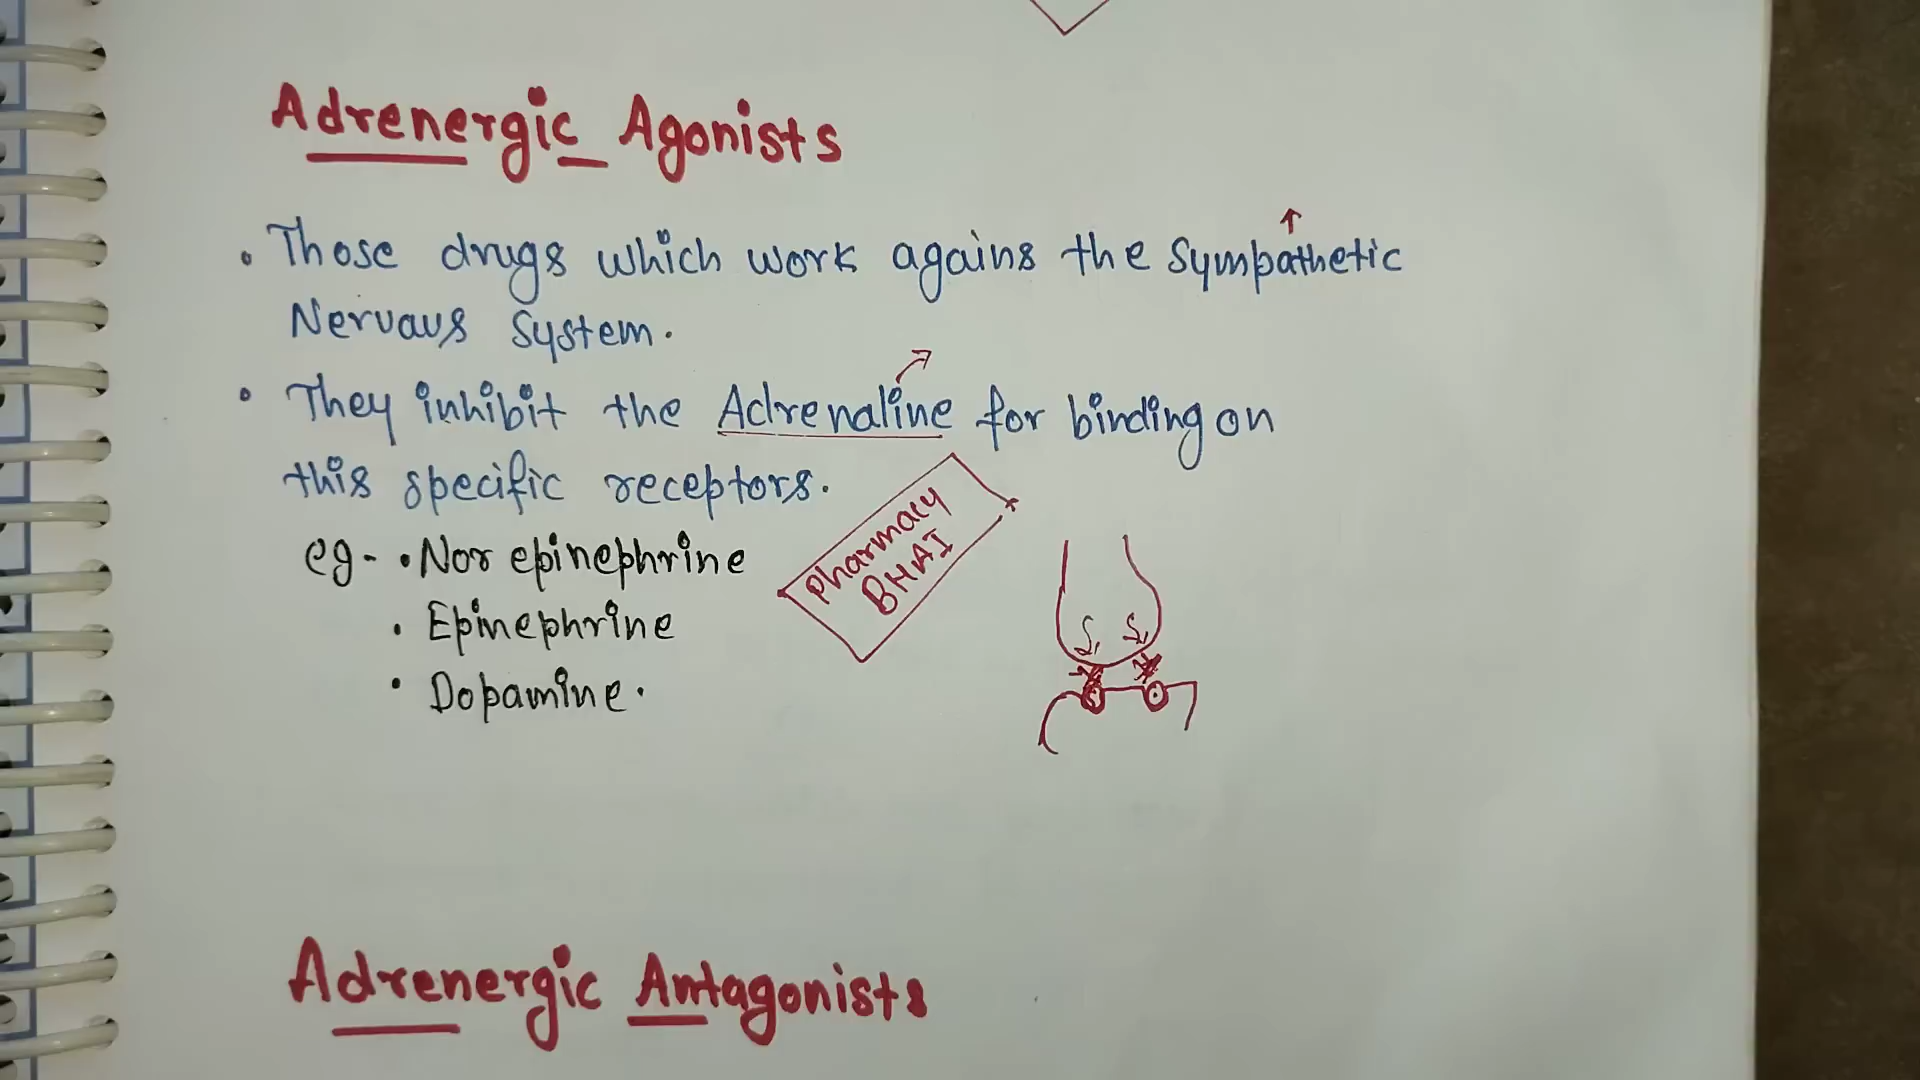 Adrenergic Agonists
• Those drugs which work agains the sympathetic
Nervaus system.
• They inhibit the Adrenaline for binding on
this specific receptors.
eg- • Nor epinephrine
• Epinephrine
• Dopamine.
Pharmacy
BHAI
Adrenergic Antagonists